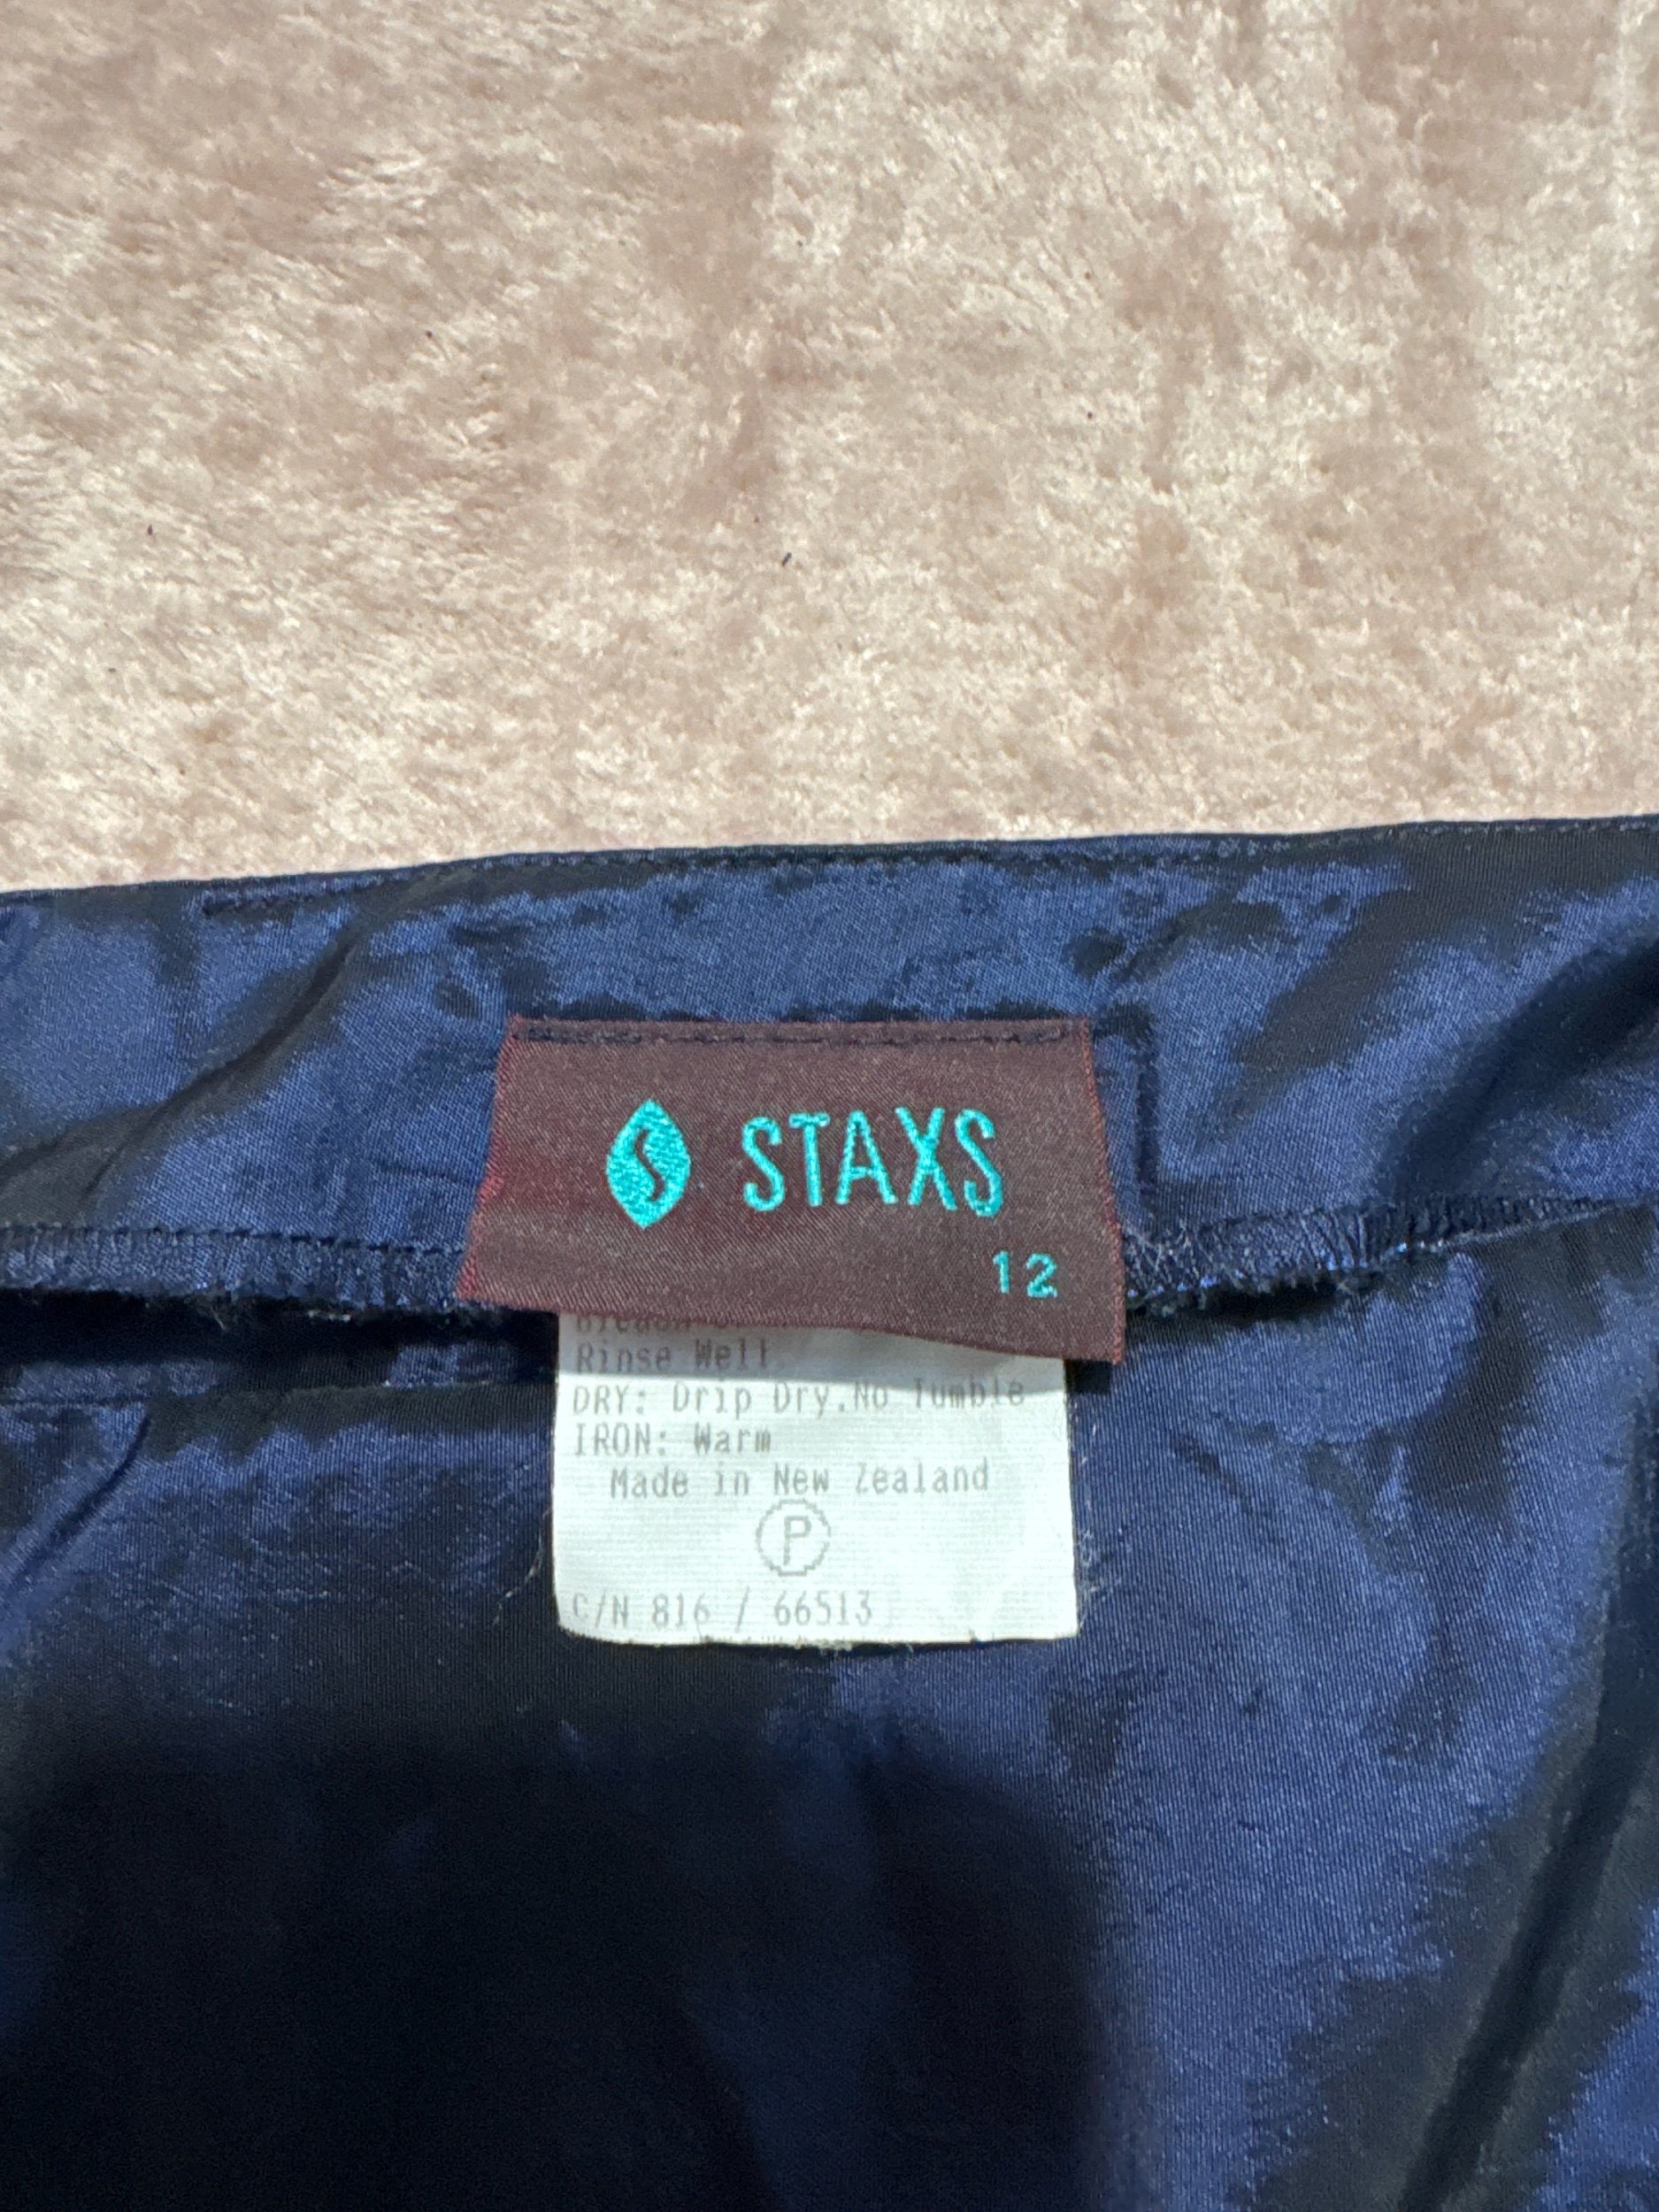 STAXS
12
Rinse Well
DRY: Drip Dry.No Tumble
IRON: Warm
Made in New Zealand
P
C/N 816 / 66513